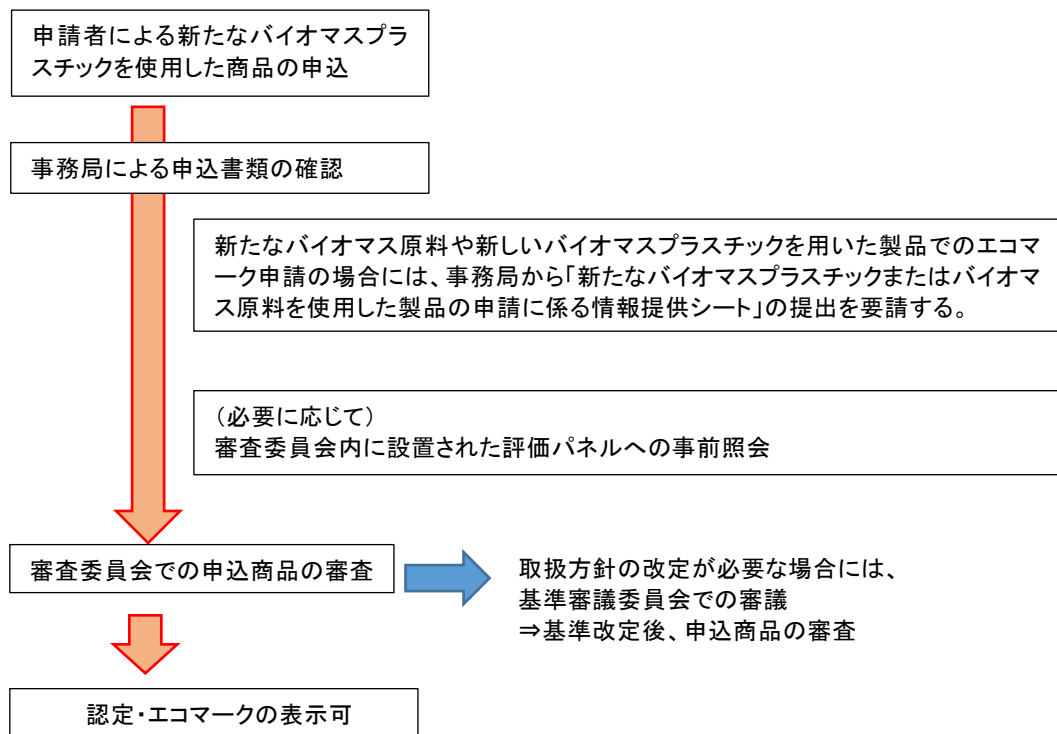 申請者による新たなバイオマスプラ
スチックを使用した商品の申込
事務局による申込書類の確認
新たなバイオマス原料や新しいバイオマスプラスチックを用いた製品でのエコマ
ーク申請の場合には、事務局から「新たなバイオマスプラスチックまたはバイオマ
ス原料を使用した製品の申請に係る情報提供シート」の提出を要請する。
（必要に応じて）
審査委員会内に設置された評価パネルへの事前照会
審査委員会での申込商品の審査
取扱方針の改定が必要な場合には、
基準審議委員会での審議
⇒基準改定後、申込商品の審査
認定・エコマークの表示可